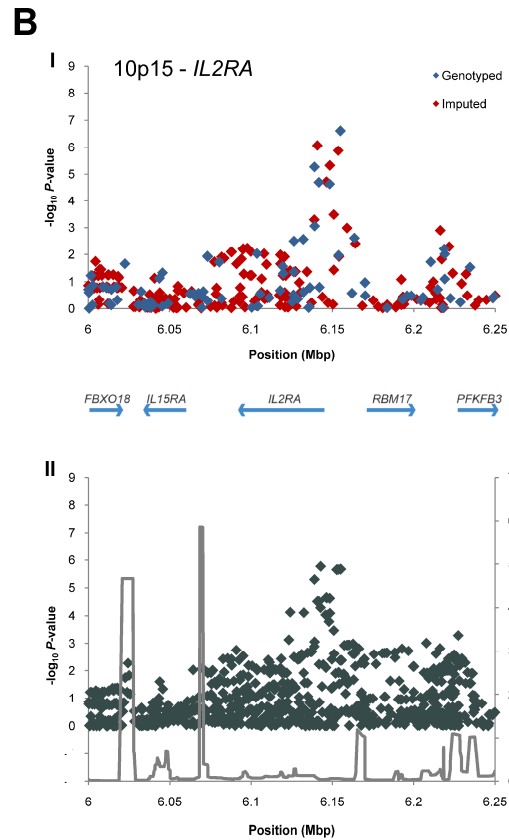 B
I
10p15 - IL2RA
Genotyped
Imputed
9
8
7
6
5
4
3
2
1
0
-log10 P-value
6 6.05 6.1 6.15 6.2 6.25
Position (Mbp)
FBXO18 IL15RA IL2RA RBM17 PFKFB3
II
9
8
7
6
5
4
3
2
1
0
-log10 P-value
6 6.05 6.1 6.15 6.2 6.25
Position (Mbp)